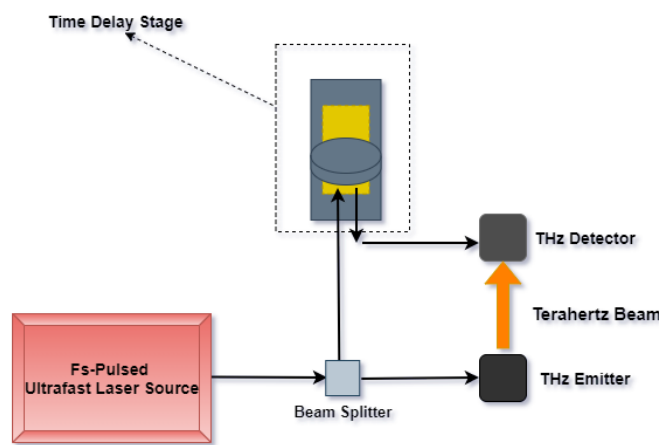 Time Delay Stage
THz Detector
Terahertz Beam
Fs-Pulsed
Ultrafast Laser Source
THz Emitter
Beam Splitter